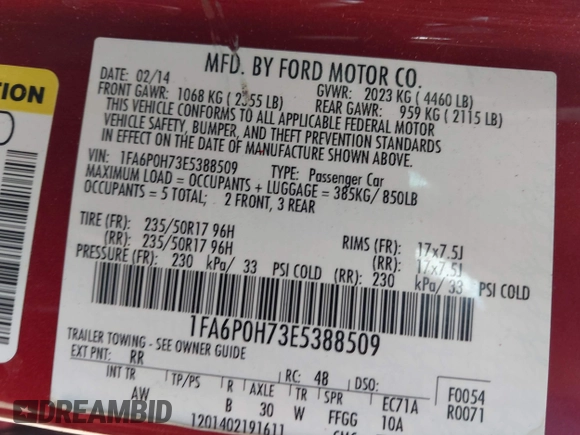 TION
MFD. BY FORD MOTOR CO.
DATE: 02/14 GVWR: 2023 KG ( 4460 LB)
FRONT GAWR: 1068 KG ( 2355 LB) REAR GAWR: 959 KG ( 2115 LB)
THIS VEHICLE CONFORMS TO ALL APPLICABLE FEDERAL MOTOR
VEHICLE SAFETY, BUMPER, AND THEFT PREVENTION STANDARDS
IN EFFECT ON THE DATE OF MANUFACTURE SHOWN ABOVE.
VIN: 1FA6P0H73E5388509 TYPE: Passenger Car
MAXIMUM LOAD = OCCUPANTS + LUGGAGE = 385KG/ 850LB
OCCUPANTS = 5 TOTAL; 2 FRONT, 3 REAR
TIRE (FR): 235/50R17 96H RIMS (FR): 17x7.5J
(RR): 235/50R17 96H (RR): 17x7.5J
PRESSURE (FR): 230 kPa/ 33 PSI COLD (RR): 230 kPa/ 33 PSI COLD
1FA6P0H73E5388509
TRAILER TOWING - SEE OWNER GUIDE
EXT PNT: RR RC: 48 DSO: F0054
INT TR TP/PS R AXLE TR SPR EC71A R0071
AW B 30 W FFGG 10A
1201402191611
DREAMBID